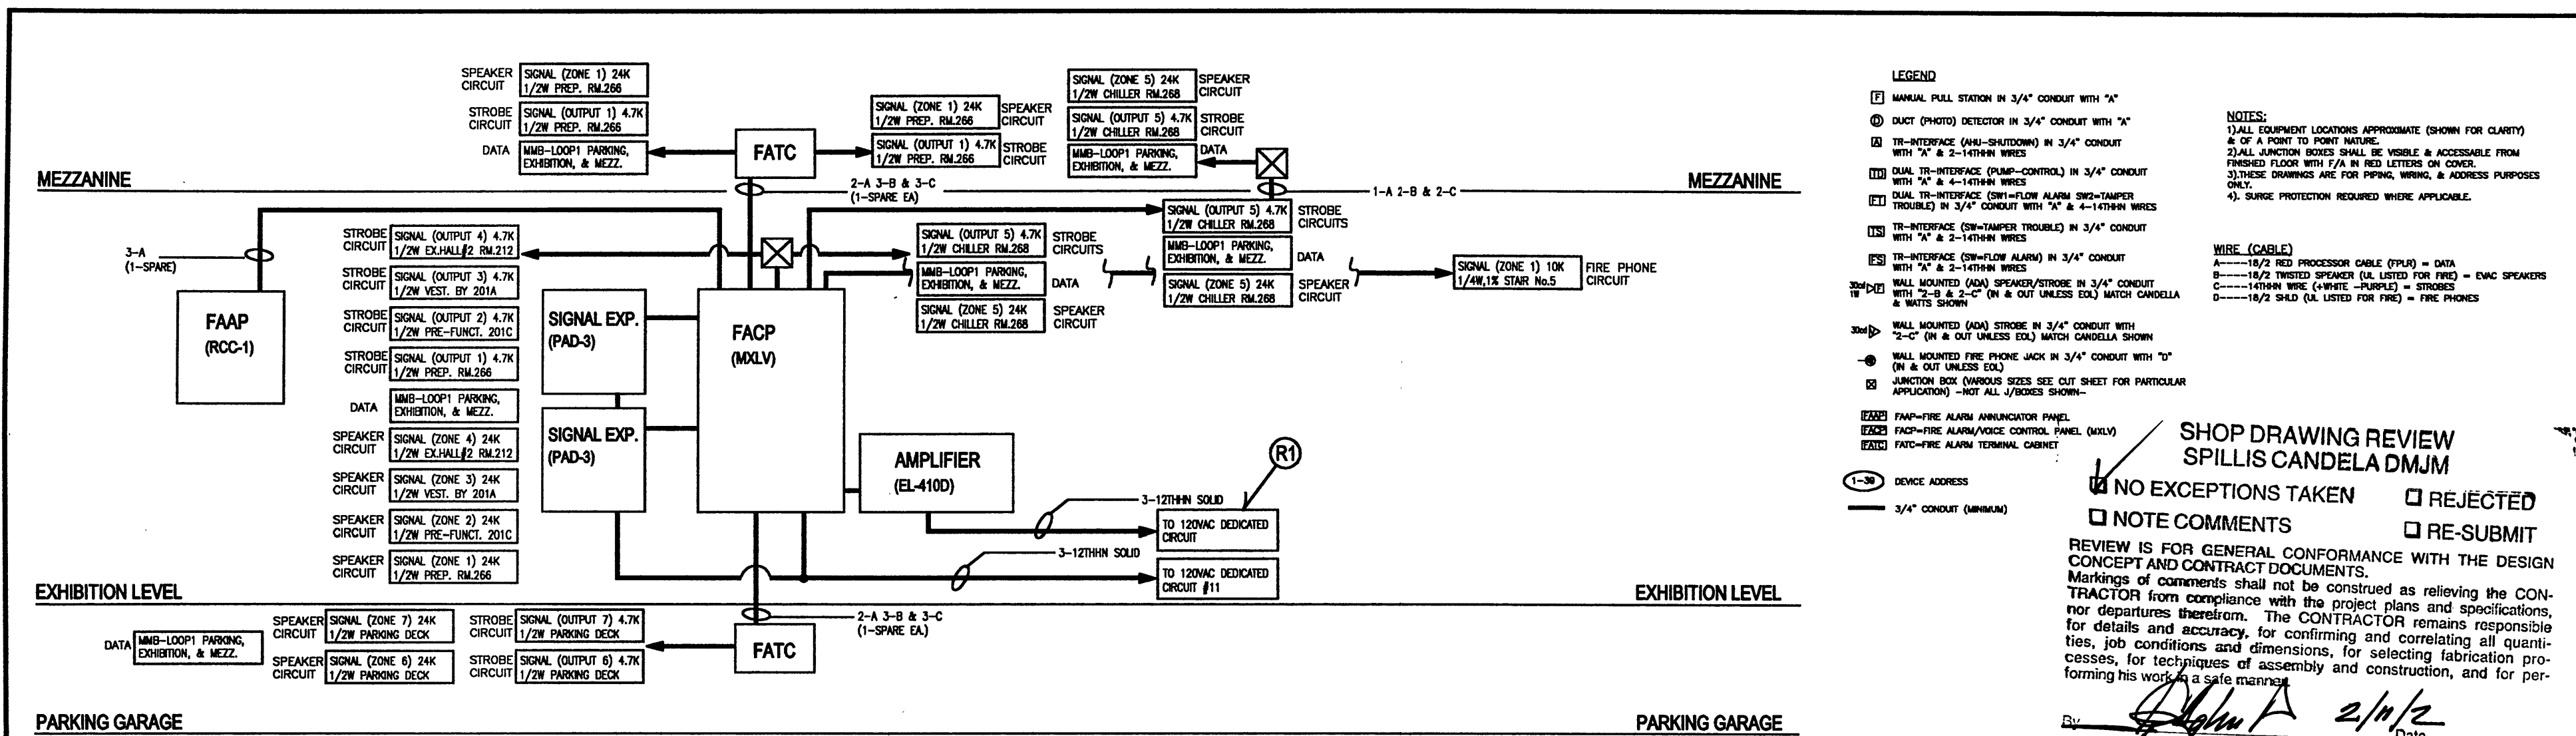 SPEAKER
CIRCUIT
SIGNAL (ZONE 1) 24K
1/2W PREP. RM.266
STROBE
CIRCUIT
SIGNAL (OUTPUT 1) 4.7K
1/2W PREP. RM.266
DATA
MMB-LOOP1 PARKING,
EXHIBITION, & MEZZ.
FATC
SIGNAL (ZONE 1) 24K
1/2W PREP. RM.266
SPEAKER
CIRCUIT
SIGNAL (OUTPUT 1) 4.7K
1/2W PREP. RM.266
STROBE
CIRCUIT
SIGNAL (ZONE 5) 24K
1/2W CHILLER RM.268
SPEAKER
CIRCUIT
SIGNAL (OUTPUT 5) 4.7K
1/2W CHILLER RM.268
STROBE
CIRCUIT
MMB-LOOP1 PARKING,
EXHIBITION, & MEZZ.
DATA
MEZZANINE
MEZZANINE
2-A 3-B & 3-C
(1-SPARE EA)
1-A 2-B & 2-C
3-A
(1-SPARE)
FAAP
(RCC-1)
STROBE
CIRCUIT
SIGNAL (OUTPUT 4) 4.7K
1/2W EX.HALL#2 RM.212
STROBE
CIRCUIT
SIGNAL (OUTPUT 3) 4.7K
1/2W VEST. BY 201A
STROBE
CIRCUIT
SIGNAL (OUTPUT 2) 4.7K
1/2W PRE-FUNCT. 201C
STROBE
CIRCUIT
SIGNAL (OUTPUT 1) 4.7K
1/2W PREP. RM.266
DATA
MMB-LOOP1 PARKING,
EXHIBITION, & MEZZ.
SPEAKER
CIRCUIT
SIGNAL (ZONE 4) 24K
1/2W EX.HALL#2 RM.212
SPEAKER
CIRCUIT
SIGNAL (ZONE 3) 24K
1/2W VEST. BY 201A
SPEAKER
CIRCUIT
SIGNAL (ZONE 2) 24K
1/2W PRE-FUNCT. 201C
SPEAKER
CIRCUIT
SIGNAL (ZONE 1) 24K
1/2W PREP. RM.266
SIGNAL EXP.
(PAD-3)
SIGNAL EXP.
(PAD-3)
FACP
(MXLV)
SIGNAL (OUTPUT 5) 4.7K
1/2W CHILLER RM.268
STROBE
CIRCUITS
MMB-LOOP1 PARKING,
EXHIBITION, & MEZZ.
DATA
SIGNAL (ZONE 5) 24K
1/2W CHILLER RM.268
SPEAKER
CIRCUIT
SIGNAL (OUTPUT 5) 4.7K
1/2W CHILLER RM.268
STROBE
CIRCUITS
MMB-LOOP1 PARKING,
EXHIBITION, & MEZZ.
DATA
SIGNAL (ZONE 5) 24K
1/2W CHILLER RM.268
SPEAKER
CIRCUIT
SIGNAL (ZONE 1) 10K
1/4W,1% STAIR No.5
FIRE PHONE
CIRCUIT
AMPLIFIER
(EL-410D)
R1
3-12THHN SOLID
TO 120VAC DEDICATED
CIRCUIT
3-12THHN SOLID
TO 120VAC DEDICATED
CIRCUIT #11
EXHIBITION LEVEL
EXHIBITION LEVEL
2-A 3-B & 3-C
(1-SPARE EA.)
FATC
DATA
MMB-LOOP1 PARKING,
EXHIBITION, & MEZZ.
SPEAKER
CIRCUIT
SIGNAL (ZONE 7) 24K
1/2W PARKING DECK
STROBE
CIRCUIT
SIGNAL (OUTPUT 7) 4.7K
1/2W PARKING DECK
SPEAKER
CIRCUIT
SIGNAL (ZONE 6) 24K
1/2W PARKING DECK
STROBE
CIRCUIT
SIGNAL (OUTPUT 6) 4.7K
1/2W PARKING DECK
PARKING GARAGE
PARKING GARAGE
LEGEND
F MANUAL PULL STATION IN 3/4" CONDUIT WITH "A"
D DUCT (PHOTO) DETECTOR IN 3/4" CONDUIT WITH "A"
A TR-INTERFACE (AHU-SHUTDOWN) IN 3/4" CONDUIT
WITH "A" & 2-14THHN WIRES
TD DUAL TR-INTERFACE (PUMP-CONTROL) IN 3/4" CONDUIT
WITH "A" & 4-14THHN WIRES
FT DUAL TR-INTERFACE (SW1=FLOW ALARM SW2=TAMPER
TROUBLE) IN 3/4" CONDUIT WITH "A" & 4-14THHN WIRES
TS TR-INTERFACE (SW=TAMPER TROUBLE) IN 3/4" CONDUIT
WITH "A" & 2-14THHN WIRES
FS TR-INTERFACE (SW=FLOW ALARM) IN 3/4" CONDUIT
WITH "A" & 2-14THHN WIRES
30cd 1W F WALL MOUNTED (ADA) SPEAKER/STROBE IN 3/4" CONDUIT
WITH "2-B & 2-C" (IN & OUT UNLESS EOL) MATCH CANDELLA
& WATTS SHOWN
30cd WALL MOUNTED (ADA) STROBE IN 3/4" CONDUIT WITH
"2-C" (IN & OUT UNLESS EOL) MATCH CANDELLA SHOWN
WALL MOUNTED FIRE PHONE JACK IN 3/4" CONDUIT WITH "D"
(IN & OUT UNLESS EOL)
JUNCTION BOX (VARIOUS SIZES SEE CUT SHEET FOR PARTICULAR
APPLICATION) -NOT ALL J/BOXES SHOWN-
FAAP FAAP=FIRE ALARM ANNUNCIATOR PANEL
FACP FACP=FIRE ALARM/VOICE CONTROL PANEL (MXLV)
FATC FATC=FIRE ALARM TERMINAL CABINET
1-39 DEVICE ADDRESS
3/4" CONDUIT (MINIMUM)
NOTES:
1).ALL EQUIPMENT LOCATIONS APPROXIMATE (SHOWN FOR CLARITY)
& OF A POINT TO POINT NATURE.
2).ALL JUNCTION BOXES SHALL BE VISIBLE & ACCESSABLE FROM
FINISHED FLOOR WITH F/A IN RED LETTERS ON COVER.
3).THESE DRAWINGS ARE FOR PIPING, WIRING, & ADDRESS PURPOSES
ONLY.
4). SURGE PROTECTION REQUIRED WHERE APPLICABLE.
WIRE (CABLE)
A-----18/2 RED PROCESSOR CABLE (FPLR) = DATA
B-----18/2 TWISTED SPEAKER (UL LISTED FOR FIRE) = EVAC SPEAKERS
C-----14THHN WIRE (+WHITE -PURPLE) = STROBES
D-----18/2 SHLD (UL LISTED FOR FIRE) = FIRE PHONES
SHOP DRAWING REVIEW
SPILLIS CANDELA DMJM
NO EXCEPTIONS TAKEN
REJECTED
NOTE COMMENTS
RE-SUBMIT
REVIEW IS FOR GENERAL CONFORMANCE WITH THE DESIGN
CONCEPT AND CONTRACT DOCUMENTS.
Markings of comments shall not be construed as relieving the CON-
TRACTOR from compliance with the project plans and specifications,
nor departures therefrom. The CONTRACTOR remains responsible
for details and accuracy, for confirming and correlating all quanti-
ties, job conditions and dimensions, for selecting fabrication pro-
cesses, for techniques of assembly and construction, and for per-
forming his work in a safe manner.
By
2/11/2
Date